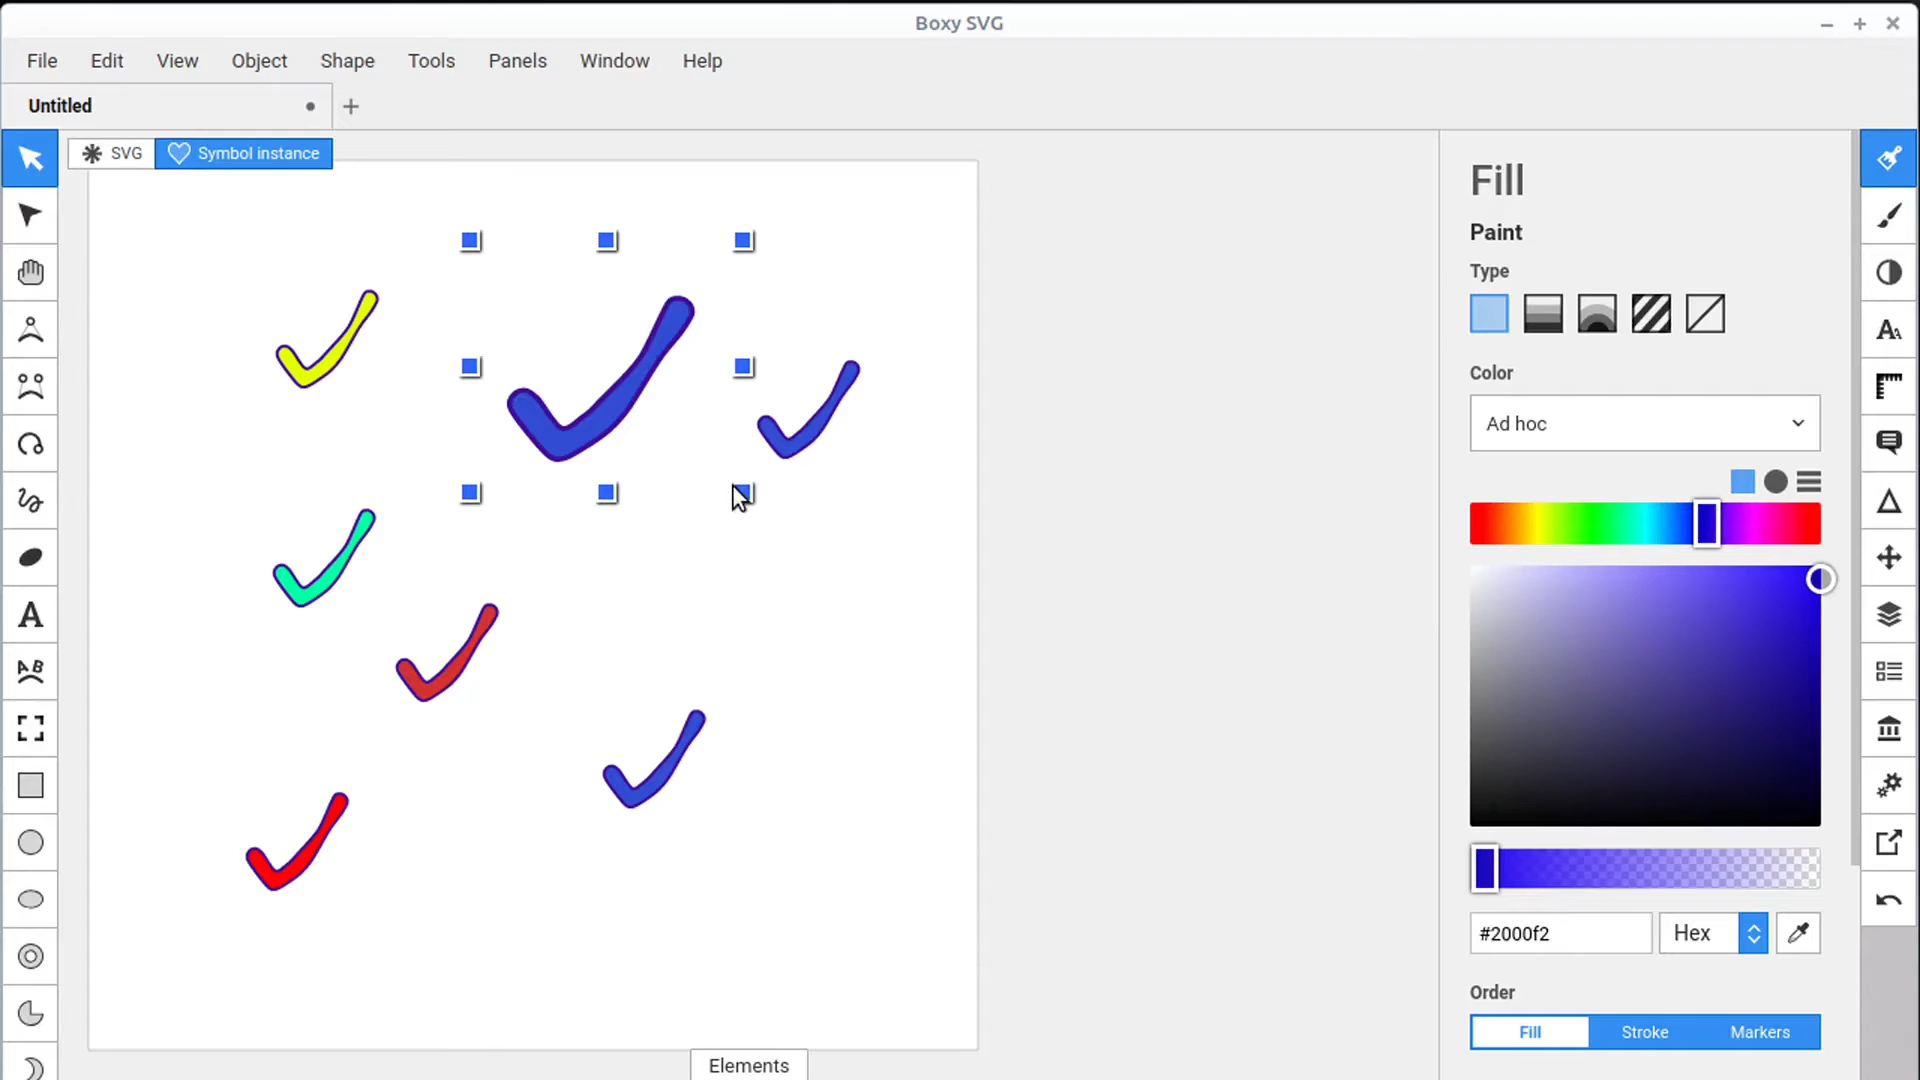 Boxy SVG
File Edit View Object Shape Tools Panels Window Help
Untitled
SVG Symbol instance
Fill
Paint
Type
Color
Ad hoc
#2000f2 Hex
Order
Fill Stroke Markers
Elements